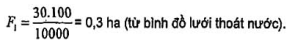 F₁ = 30.100/10000 = 0,3 ha (từ bình đồ lưới thoát nước).